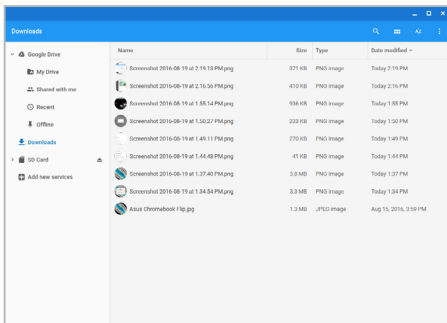 Downloads
Google Drive
My Drive
Shared with me
Recent
Offline
Downloads
SD Card
Add new services
Name Size Type Date modified
Screenshot 2016-08-19 at 2.19.13 PM.png 371 KB PNG image Today 2:19 PM
Screenshot 2016-08-19 at 2.16.56 PM.png 410 KB PNG image Today 2:16 PM
Screenshot 2016-08-19 at 1.55.14 PM.png 936 KB PNG image Today 1:55 PM
Screenshot 2016-08-19 at 1.50.27 PM.png 233 KB PNG image Today 1:50 PM
Screenshot 2016-08-19 at 1.49.11 PM.png 270 KB PNG image Today 1:49 PM
Screenshot 2016-08-19 at 1.44.48 PM.png 41 KB PNG image Today 1:44 PM
Screenshot 2016-08-19 at 1.37.40 PM.png 3.8 MB PNG image Today 1:37 PM
Screenshot 2016-08-19 at 1.34.54 PM.png 3.3 MB PNG image Today 1:34 PM
Asus Chromebook Flip.jpg 1.3 MB JPEG image Aug 15, 2016, 3:59 PM